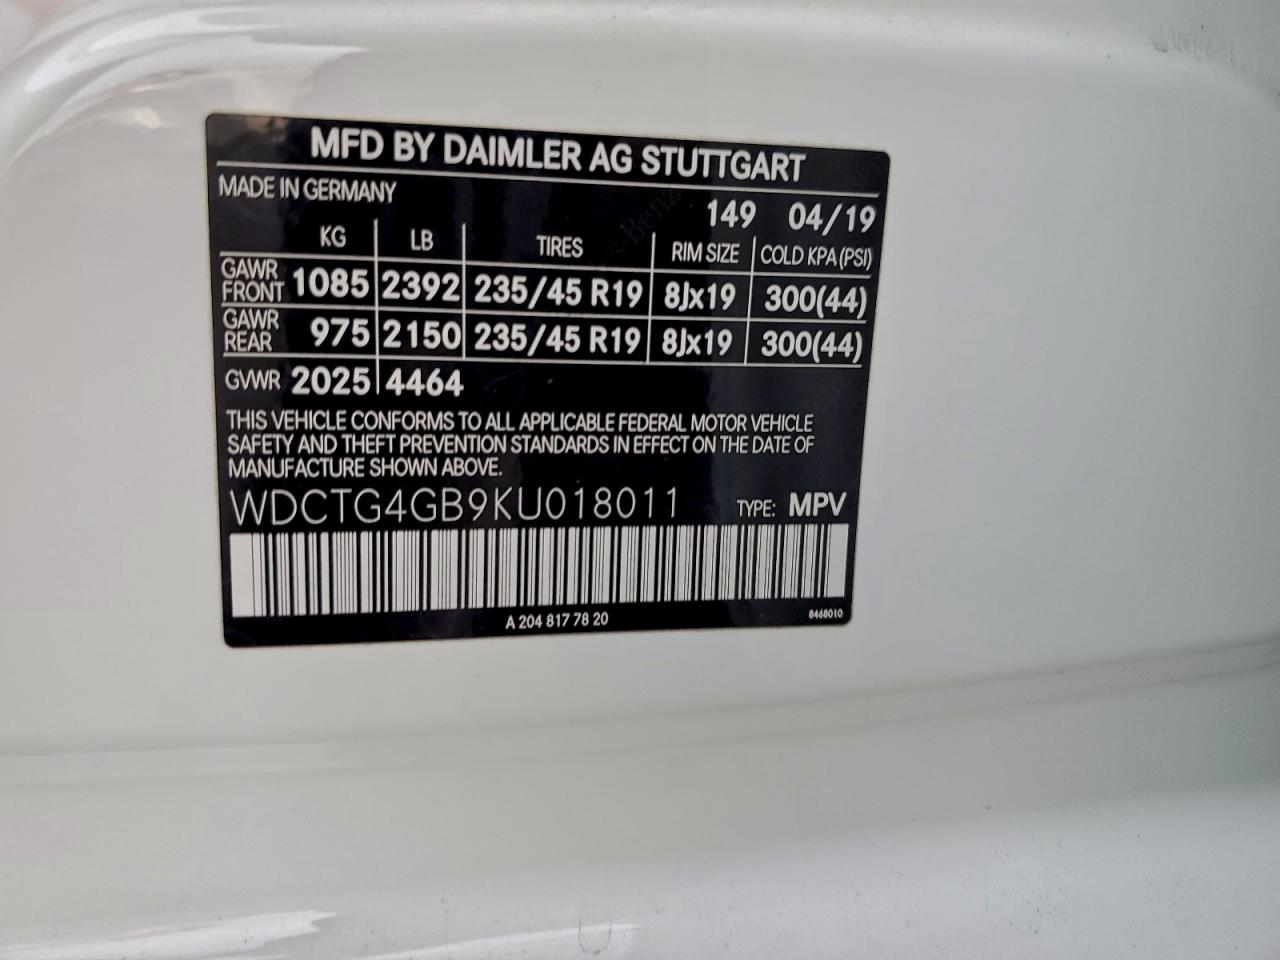 MFD BY DAIMLER AG STUTTGART
MADE IN GERMANY
149 04/19
KG LB TIRES RIM SIZE COLD KPA (PSI)
GAWR FRONT 1085 2392 235/45 R19 8Jx19 300(44)
GAWR REAR 975 2150 235/45 R19 8Jx19 300(44)
GVWR 2025 4464
THIS VEHICLE CONFORMS TO ALL APPLICABLE FEDERAL MOTOR VEHICLE
SAFETY AND THEFT PREVENTION STANDARDS IN EFFECT ON THE DATE OF
MANUFACTURE SHOWN ABOVE.
WDCTG4GB9KU018011 TYPE: MPV
A 204 817 78 20 8468010